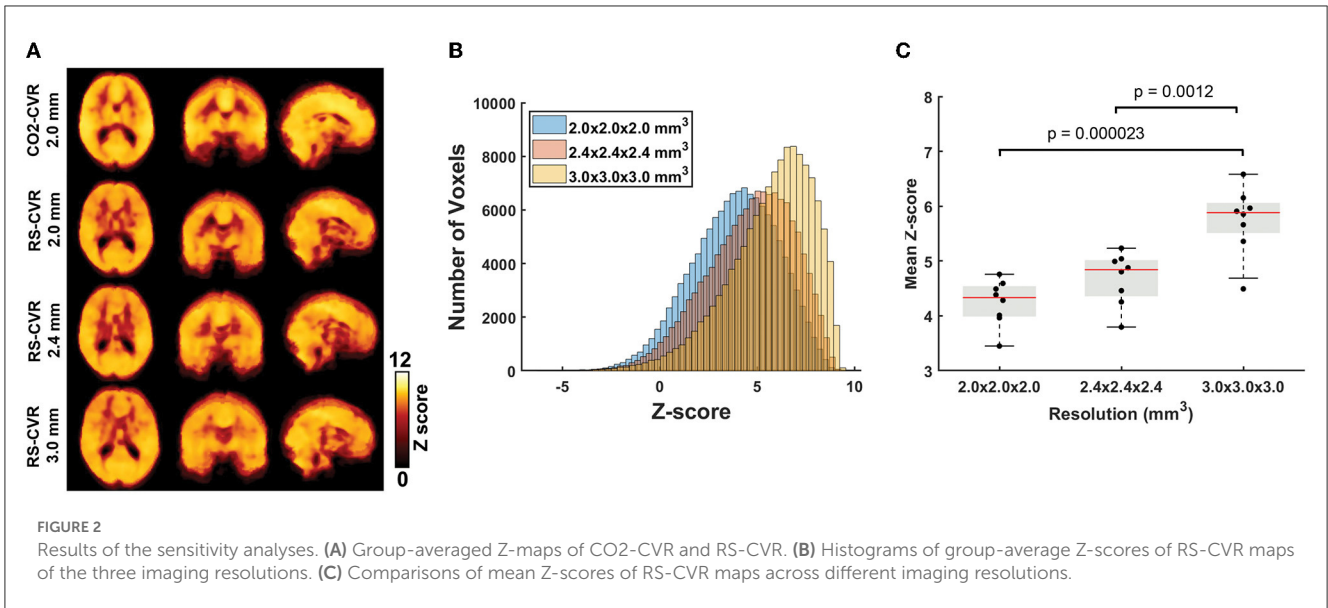 A
CO2-CVR
2.0 mm
RS-CVR
2.0 mm
RS-CVR
2.4 mm
RS-CVR
3.0 mm
12
Z score
0
B
Number of Voxels
10000
8000
6000
4000
2000
0
2.0x2.0x2.0 mm³
2.4x2.4x2.4 mm³
3.0x3.0x3.0 mm³
-5
0
5
10
Z-score
C
p = 0.0012
p = 0.000023
Mean Z-score
8
7
6
5
4
3
2.0x2.0x2.0
2.4x2.4x2.4
3.0x3.0x3.0
Resolution (mm³)
FIGURE 2
Results of the sensitivity analyses. (A) Group-averaged Z-maps of CO2-CVR and RS-CVR. (B) Histograms of group-average Z-scores of RS-CVR maps
of the three imaging resolutions. (C) Comparisons of mean Z-scores of RS-CVR maps across different imaging resolutions.